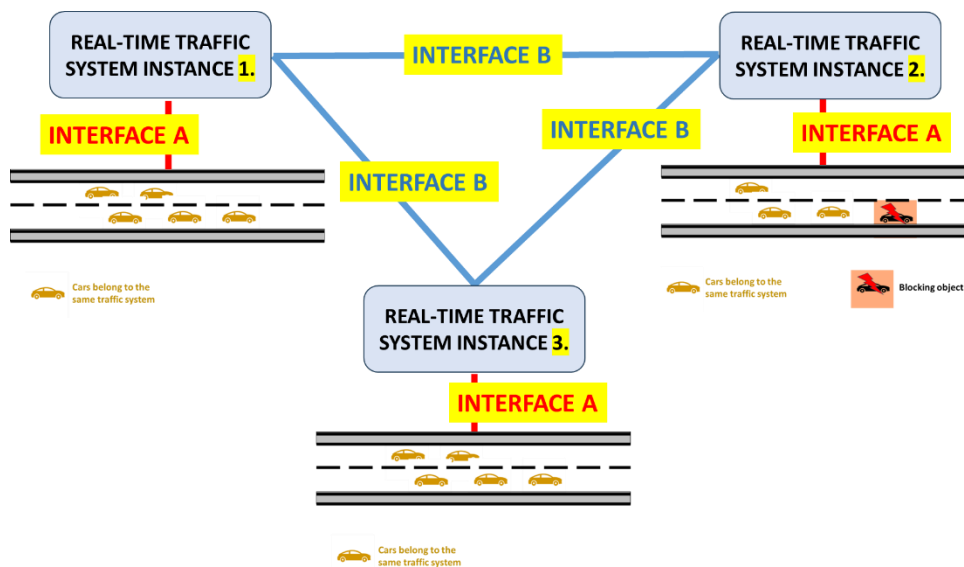 REAL-TIME TRAFFIC
SYSTEM INSTANCE 1.
INTERFACE B
REAL-TIME TRAFFIC
SYSTEM INSTANCE 2.
INTERFACE A
INTERFACE B
INTERFACE A
INTERFACE B
Cars belong to the
same traffic system
Cars belong to the
same traffic system
Blocking object
REAL-TIME TRAFFIC
SYSTEM INSTANCE 3.
INTERFACE A
Cars belong to the
same traffic system